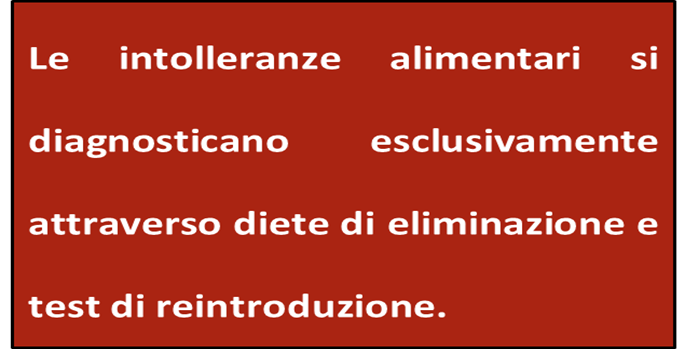 Le intolleranze alimentari si
diagnosticano esclusivamente
attraverso diete di eliminazione e
test di reintroduzione.